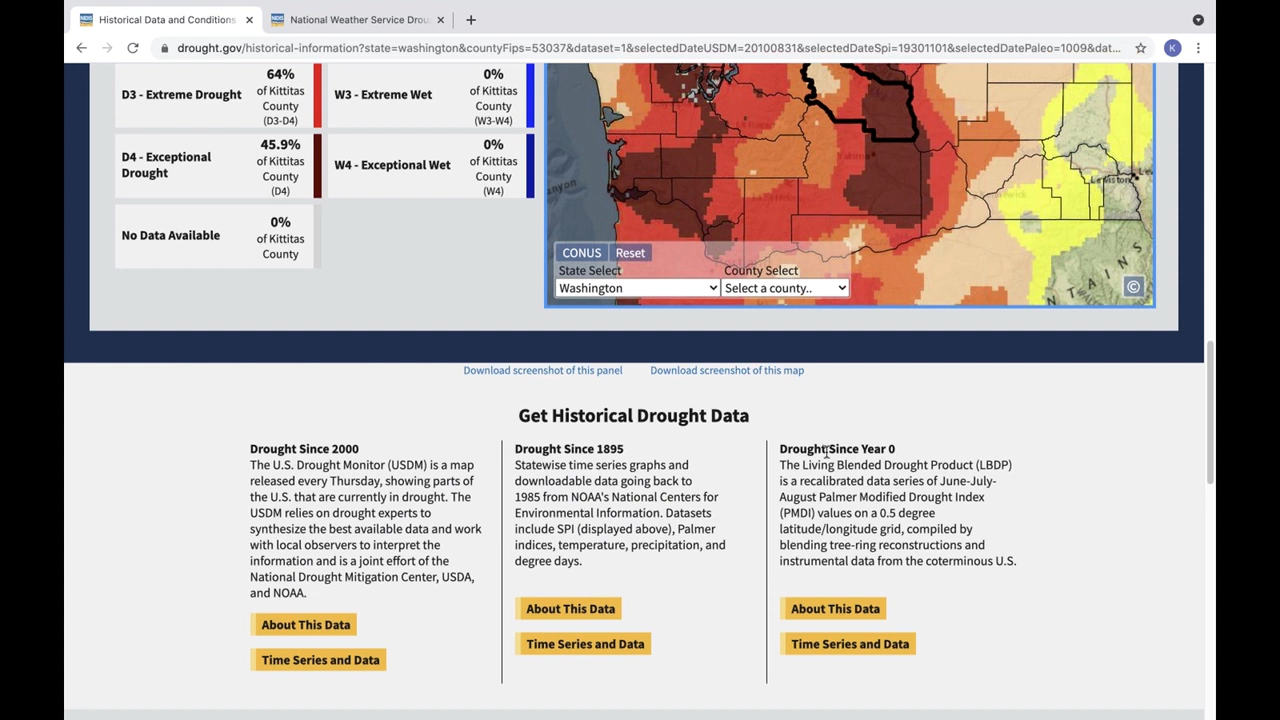 Historical Data and Conditions
National Weather Service Drou
drought.gov/historical-information?state=washington&countyFips=53037&dataset=1&selectedDateUSDM=20100831&selectedDateSpi=19301101&selectedDatePaleo=1009&dat...
K
D3 - Extreme Drought
64%
of Kittitas
County
(D3-D4)
W3 - Extreme Wet
0%
of Kittitas
County
(W3-W4)
D4 - Exceptional
Drought
45.9%
of Kittitas
County
(D4)
W4 - Exceptional Wet
0%
of Kittitas
County
(W4)
No Data Available
0%
of Kittitas
County
Lewiston
CONUS
Reset
State Select
County Select
Washington
Select a county..
©
Download screenshot of this panel
Download screenshot of this map
Get Historical Drought Data
Drought Since 2000
The U.S. Drought Monitor (USDM) is a map
released every Thursday, showing parts of
the U.S. that are currently in drought. The
USDM relies on drought experts to
synthesize the best available data and work
with local observers to interpret the
information and is a joint effort of the
National Drought Mitigation Center, USDA,
and NOAA.
About This Data
Time Series and Data
Drought Since 1895
Statewide time series graphs and
downloadable data going back to
1985 from NOAA's National Centers for
Environmental Information. Datasets
include SPI (displayed above), Palmer
indices, temperature, precipitation, and
degree days.
About This Data
Time Series and Data
Drought Since Year 0
The Living Blended Drought Product (LBDP)
is a recalibrated data series of June-July-
August Palmer Modified Drought Index
(PMDI) values on a 0.5 degree
latitude/longitude grid, compiled by
blending tree-ring reconstructions and
instrumental data from the coterminous U.S.
About This Data
Time Series and Data